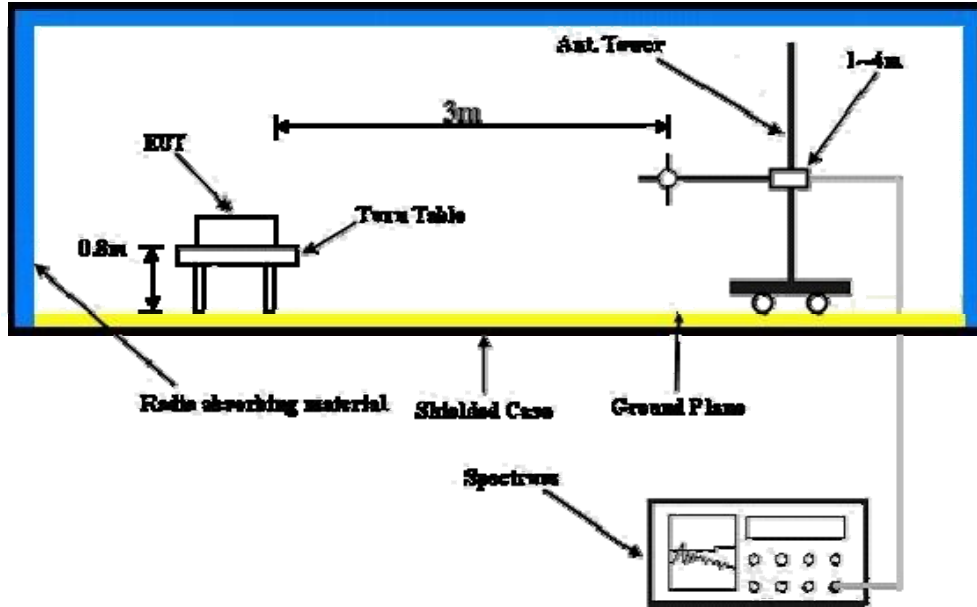 Ant. Tower
1~4m
3m
EUT
Turn Table
0.8m
Radio absorbing material
Shielded Case
Ground Plane
Spectrum